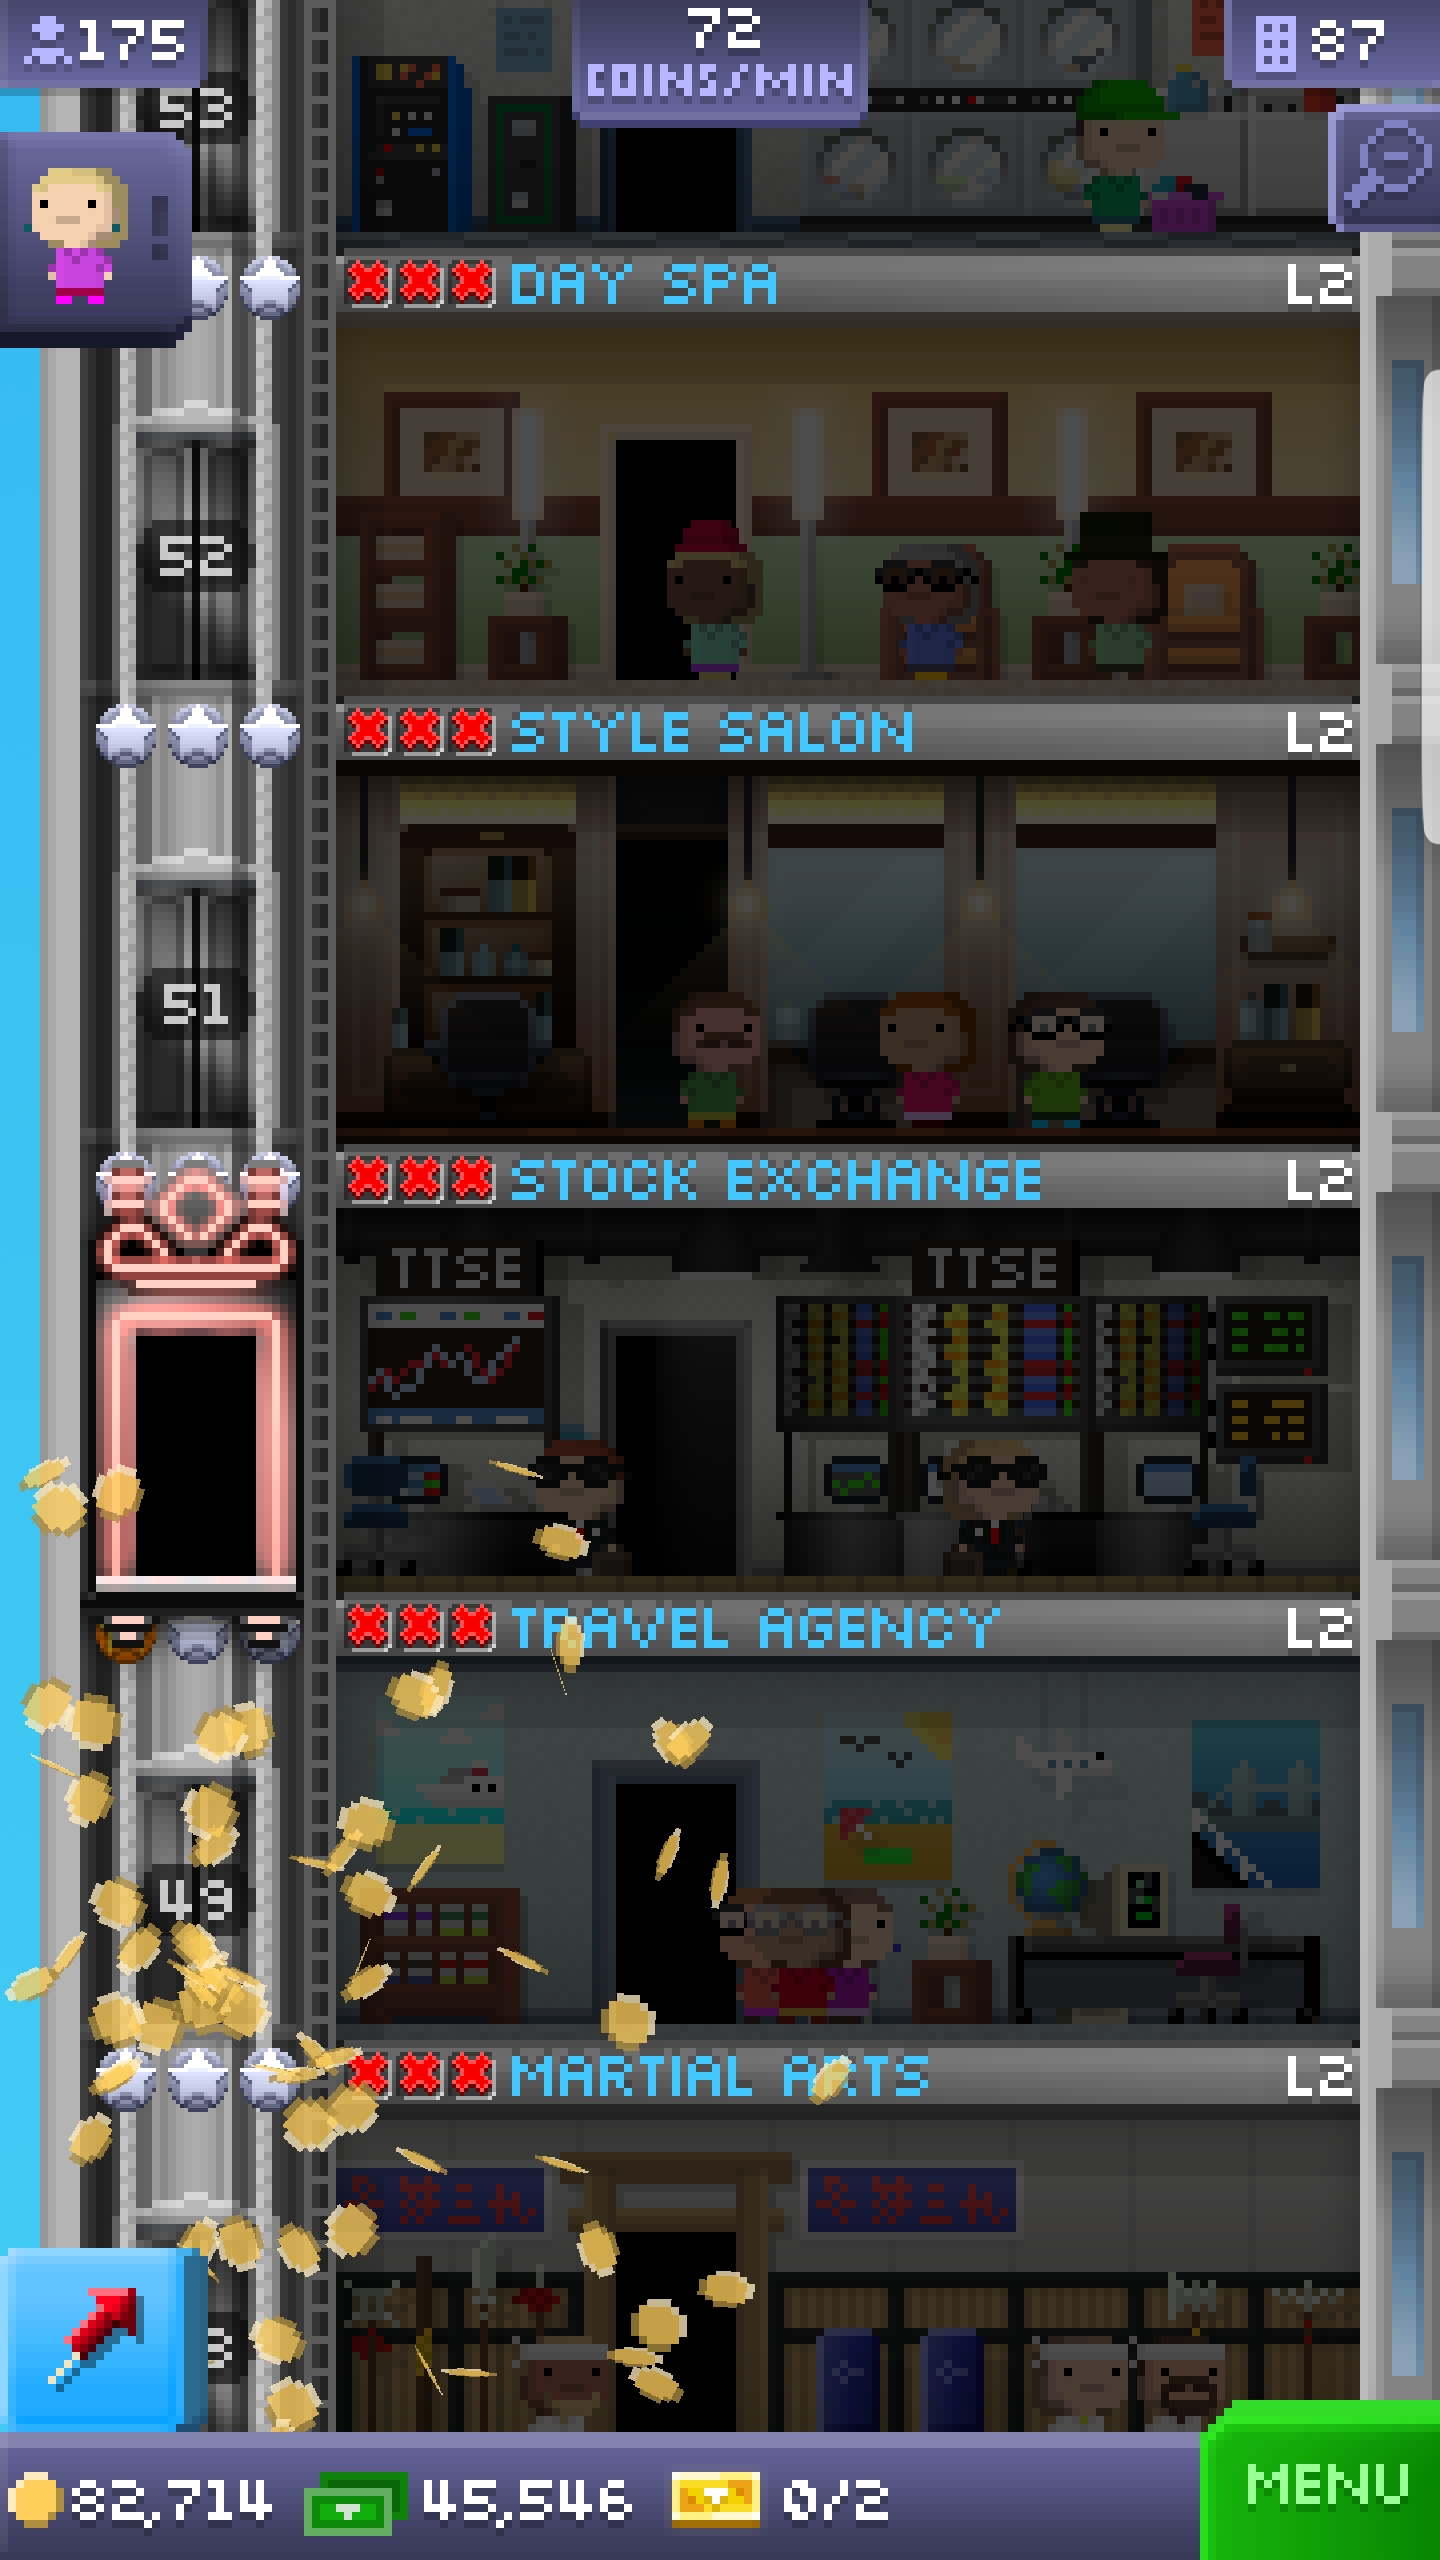 175
72
COINS/MIN
87
53
DAY SPA
L2
52
STYLE SALON
L2
51
STOCK EXCHANGE
L2
TTSE
TTSE
TRAVEL AGENCY
L2
49
MARTIAL ARTS
L2
82,714
45,546
0/2
MENU